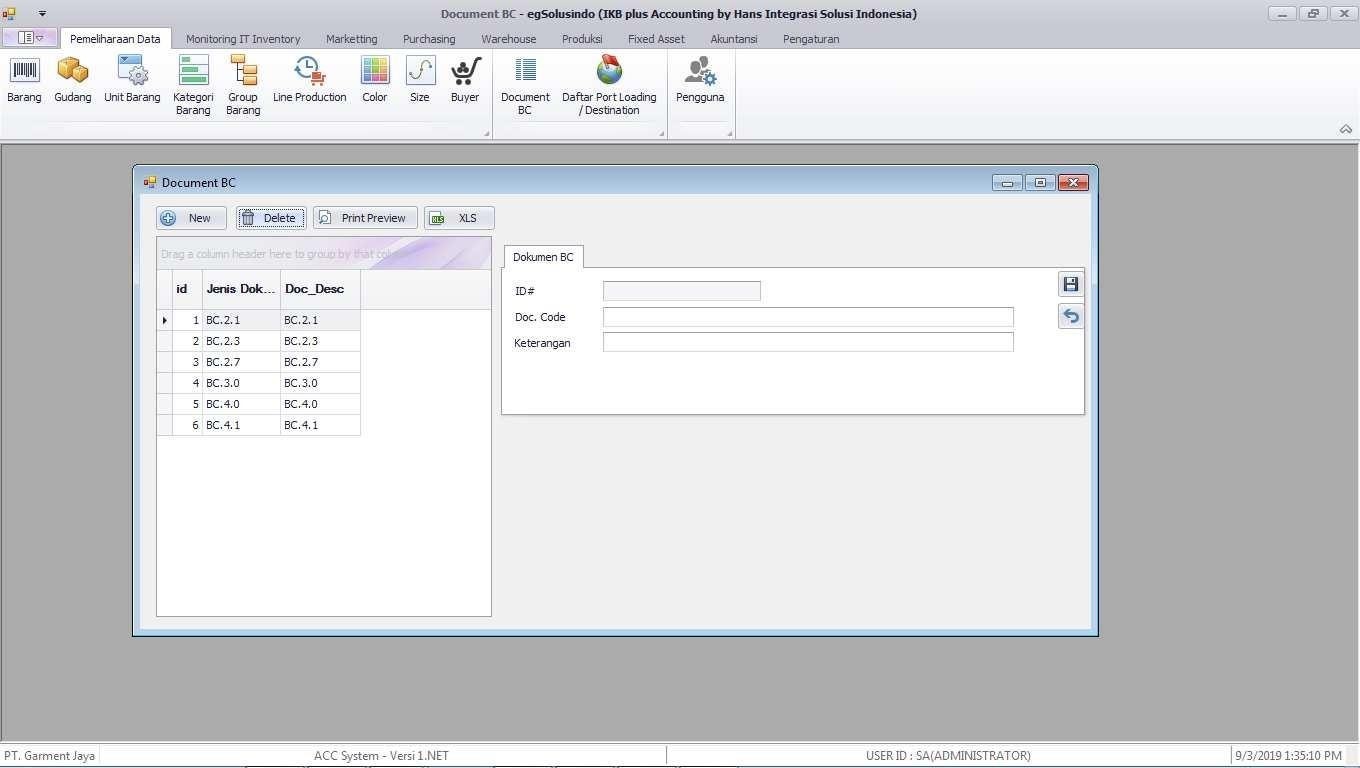 Document BC - egSolusindo (IKB plus Accounting by Hans Integrasi Solusi Indonesia)
Pemeliharaan Data Monitoring IT Inventory Marketting Purchasing Warehouse Produksi Fixed Asset Akuntansi Pengaturan
Barang Gudang Unit Barang Kategori Barang Group Barang Line Production Color Size Buyer Document BC Daftar Port Loading / Destination Pengguna
Document BC
New Delete Print Preview XLS XLS
Drag a column header here to group by that col
Dokumen BC
id Jenis Dok... Doc_Desc
1 BC.2.1 BC.2.1
2 BC.2.3 BC.2.3
3 BC.2.7 BC.2.7
4 BC.3.0 BC.3.0
5 BC.4.0 BC.4.0
6 BC.4.1 BC.4.1
ID#
Doc. Code
Keterangan
PT. Garment Jaya ACC System - Versi 1.NET USER ID : SA(ADMINISTRATOR) 9/3/2019 1:35:10 PM